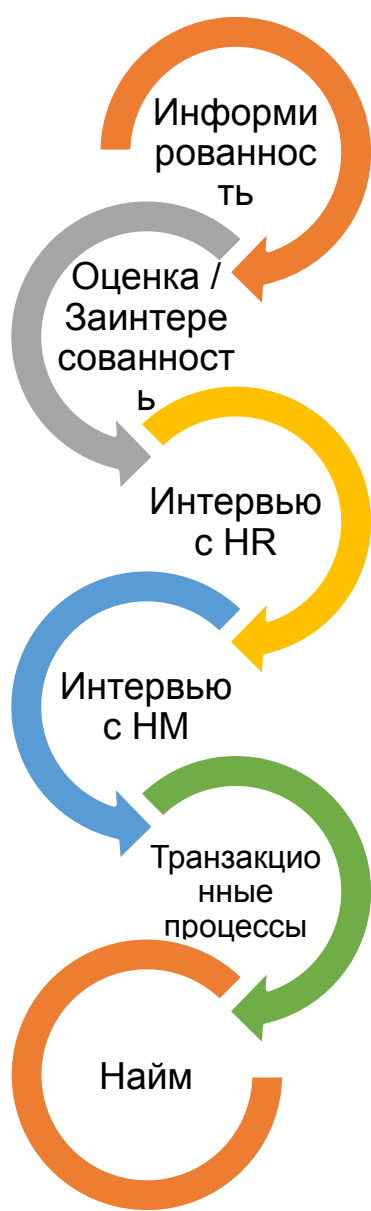 Информи
рованнос
ть
Оценка /
Заинтере
сованност
ь
Интервью
с HR
Интервью
с HM
Транзакцио
нные
процессы
Найм